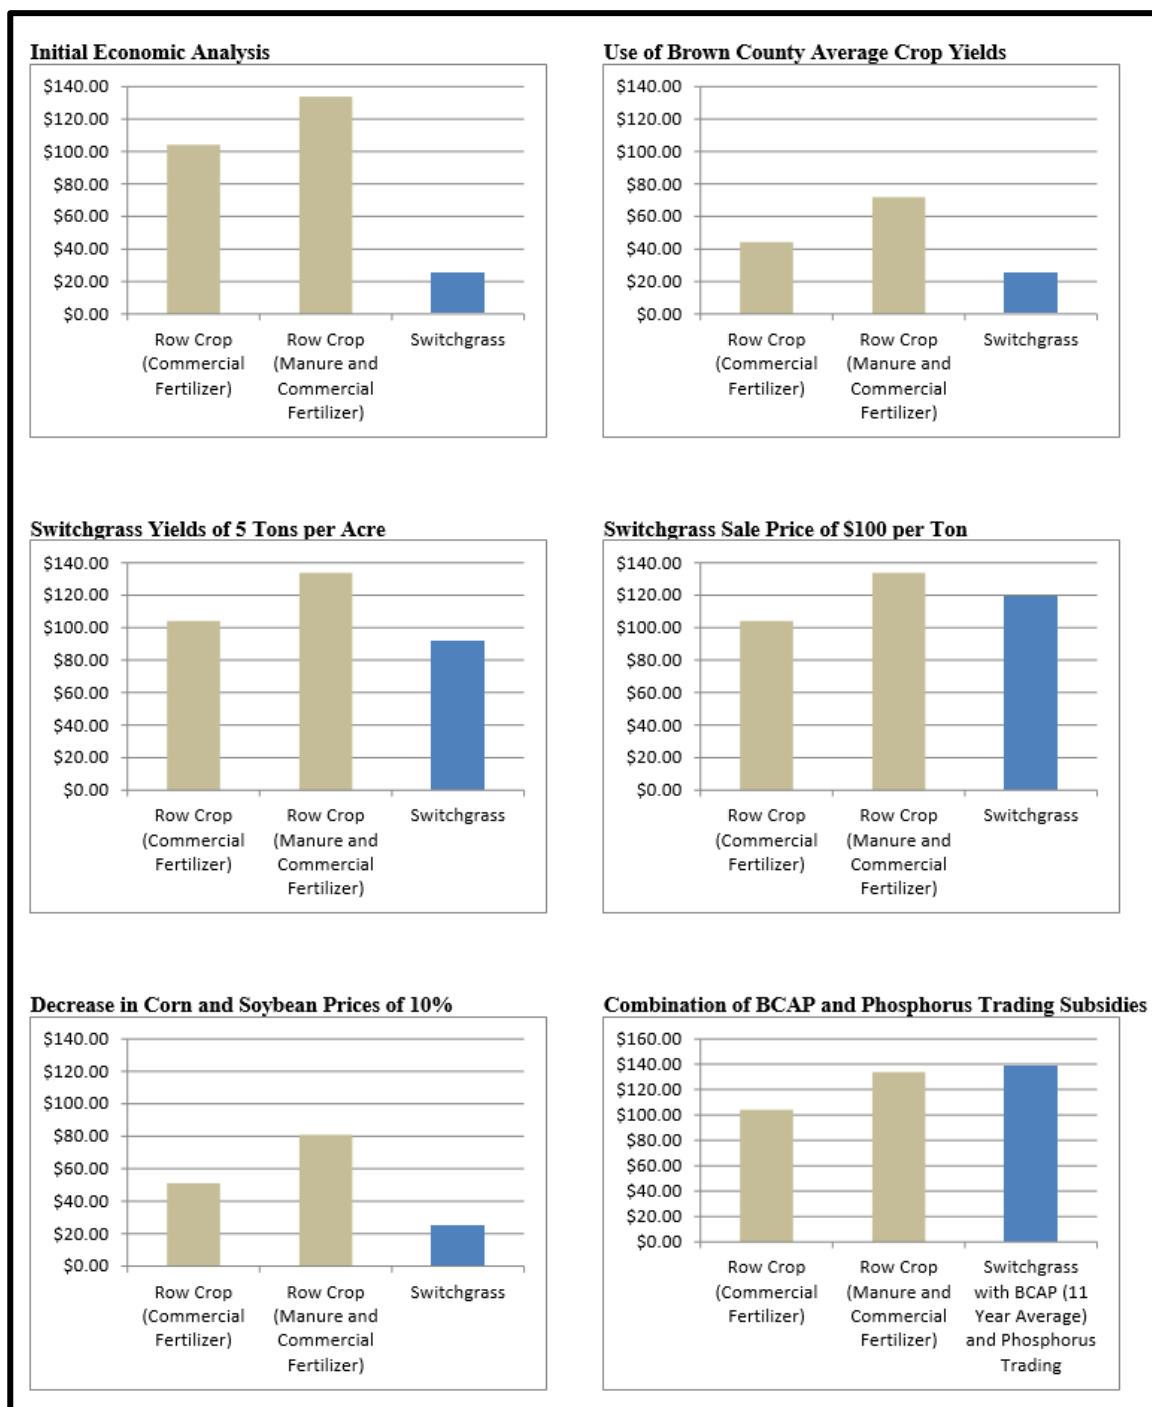 Initial Economic Analysis
$140.00
$120.00
$100.00
$80.00
$60.00
$40.00
$20.00
$0.00
Row Crop
(Commercial
Fertilizer)
Row Crop
(Manure and
Commercial
Fertilizer)
Switchgrass
Use of Brown County Average Crop Yields
$140.00
$120.00
$100.00
$80.00
$60.00
$40.00
$20.00
$0.00
Row Crop
(Commercial
Fertilizer)
Row Crop
(Manure and
Commercial
Fertilizer)
Switchgrass
Switchgrass Yields of 5 Tons per Acre
$140.00
$120.00
$100.00
$80.00
$60.00
$40.00
$20.00
$0.00
Row Crop
(Commercial
Fertilizer)
Row Crop
(Manure and
Commercial
Fertilizer)
Switchgrass
Switchgrass Sale Price of $100 per Ton
$140.00
$120.00
$100.00
$80.00
$60.00
$40.00
$20.00
$0.00
Row Crop
(Commercial
Fertilizer)
Row Crop
(Manure and
Commercial
Fertilizer)
Switchgrass
Decrease in Corn and Soybean Prices of 10%
$140.00
$120.00
$100.00
$80.00
$60.00
$40.00
$20.00
$0.00
Row Crop
(Commercial
Fertilizer)
Row Crop
(Manure and
Commercial
Fertilizer)
Switchgrass
Combination of BCAP and Phosphorus Trading Subsidies
$160.00
$140.00
$120.00
$100.00
$80.00
$60.00
$40.00
$20.00
$0.00
Row Crop
(Commercial
Fertilizer)
Row Crop
(Manure and
Commercial
Fertilizer)
Switchgrass
with BCAP (11
Year Average)
and Phosphorus
Trading